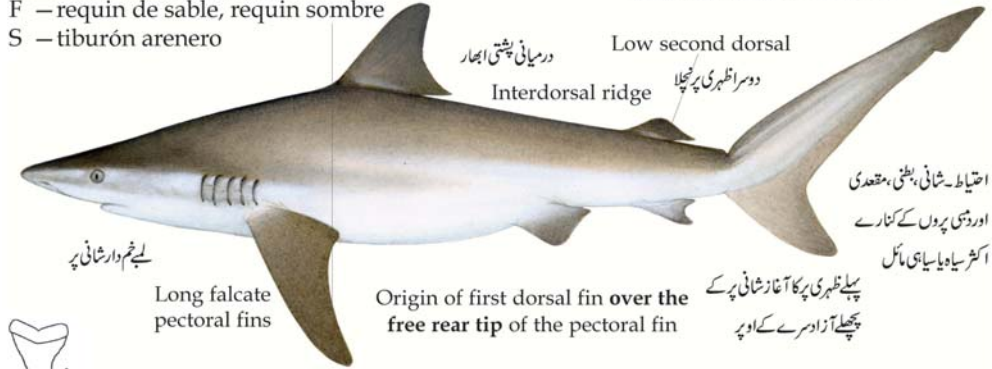 F — requin de sable, requin sombre
S — tiburón arenero
درمیانی پشتی ابھار
Low second dorsal
دوسرا ظہری پر نچلا
Interdorsal ridge
احتیاط۔ شانی، بطنی، مقعدی
اور دمبی پروں کے کنارے
اکثر سیاہ یا سیاہی مائل
لمبے خم دار شانی پر
Long falcate
pectoral fins
Origin of first dorsal fin over the
free rear tip of the pectoral fin
پہلے ظہری پر کا آغاز شانی پر کے
پچھلے آزاد سرے کے اوپر